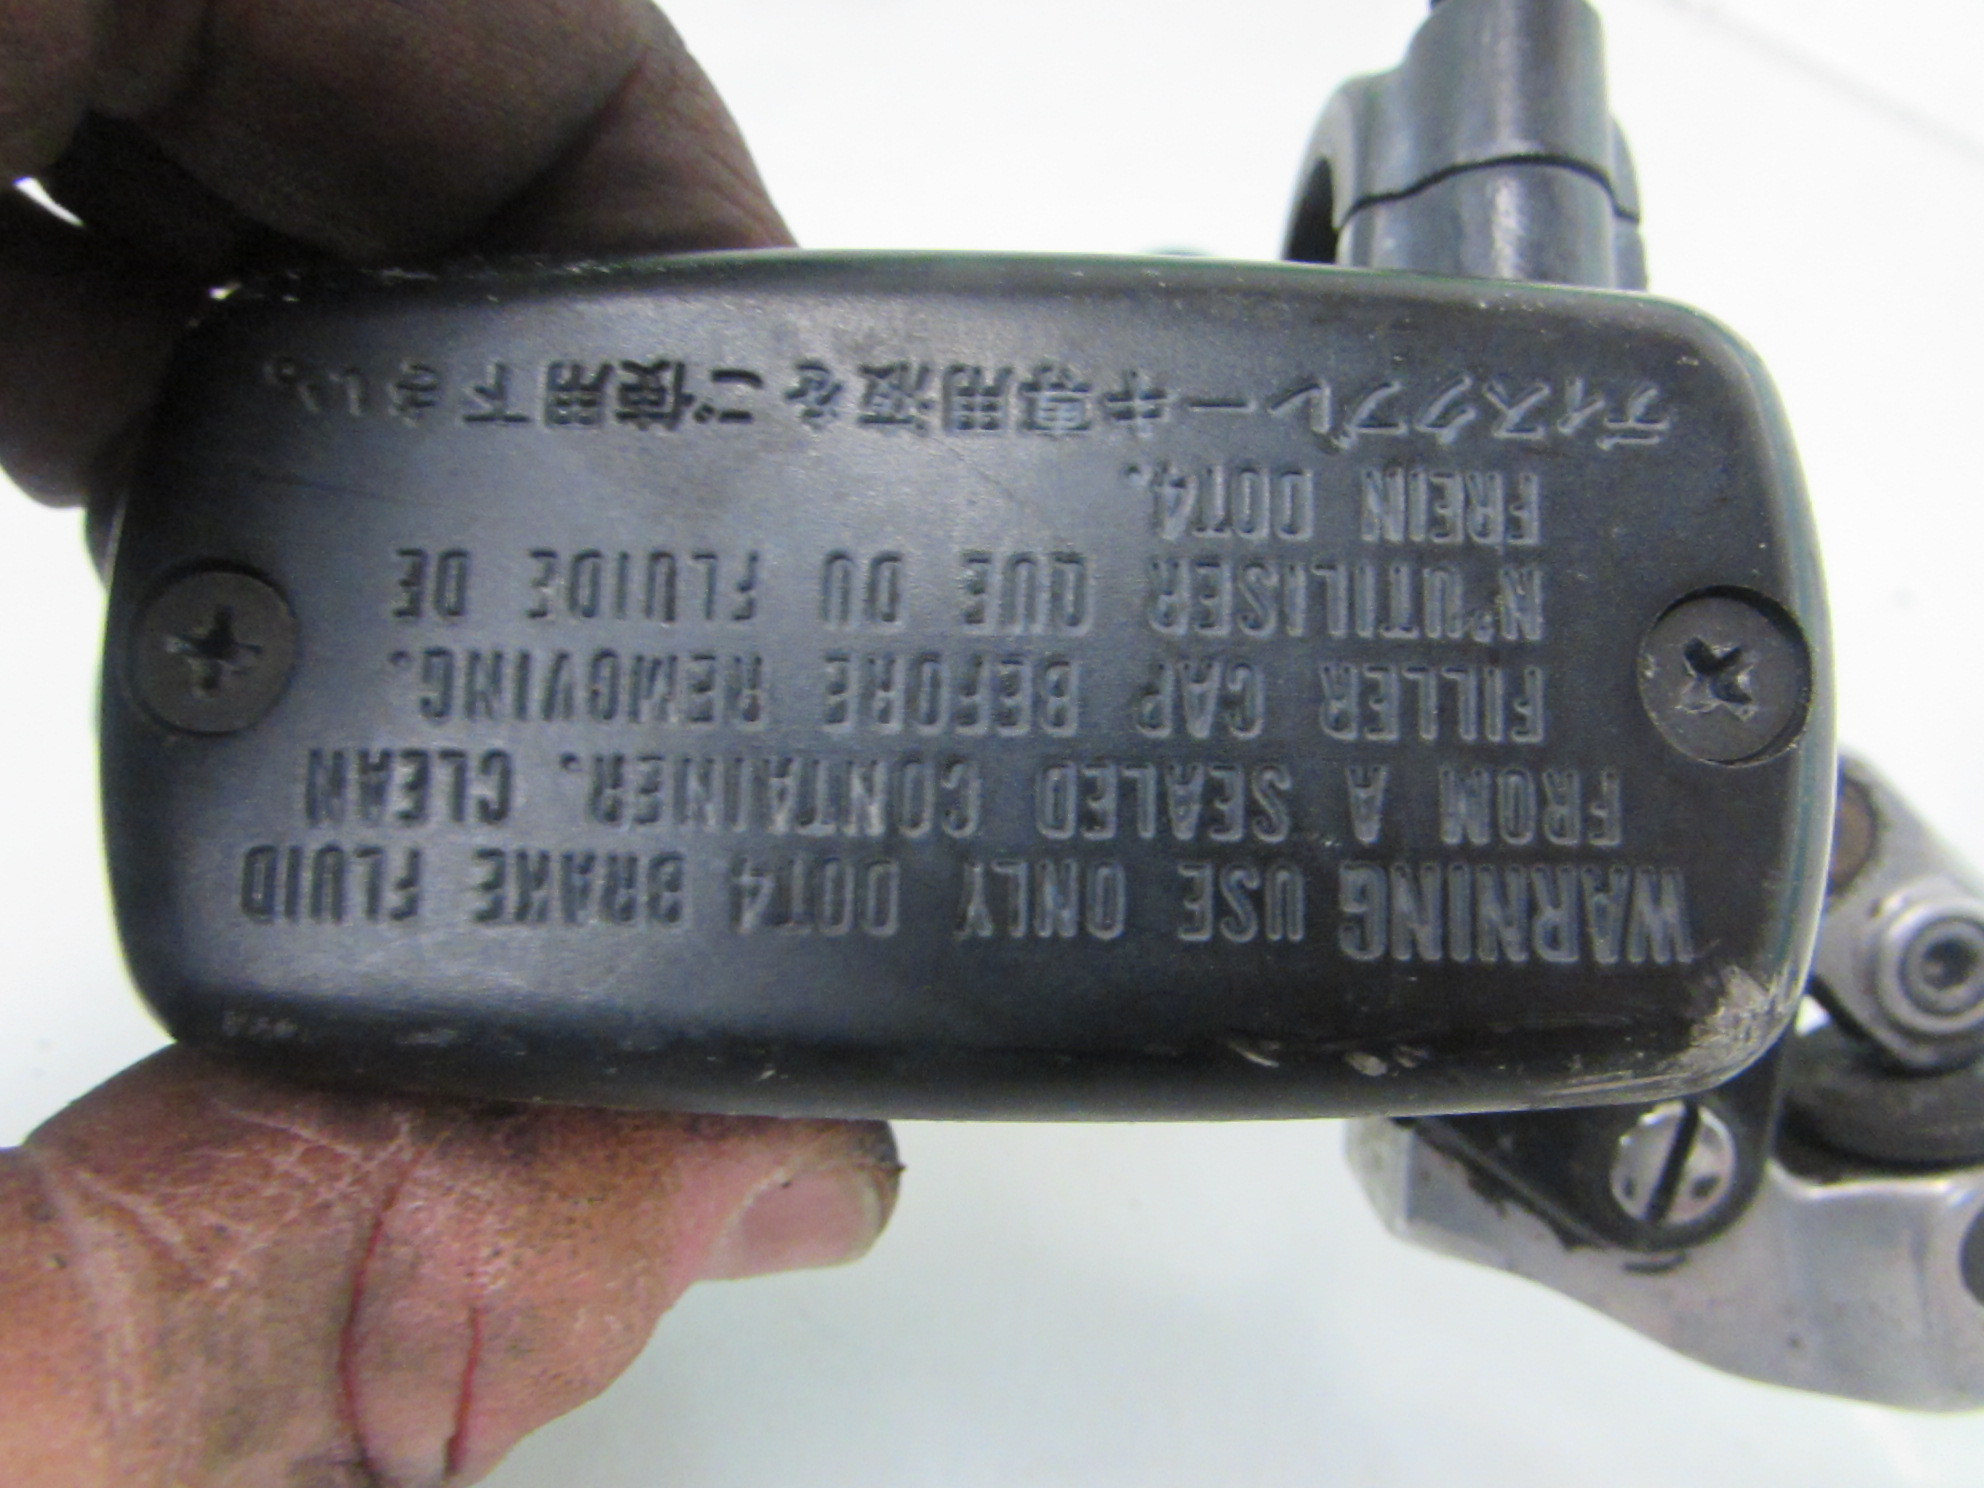 WARNING USE ONLY DOT4 BRAKE FLUID
FROM A SEALED CONTAINER. CLEAN
FILLER CAP BEFORE REMOVING.
N'UTILISER QUE DU FLUIDE DE
FREIN DOT4.
ディスクブレーキ専用液をご使用下さい。